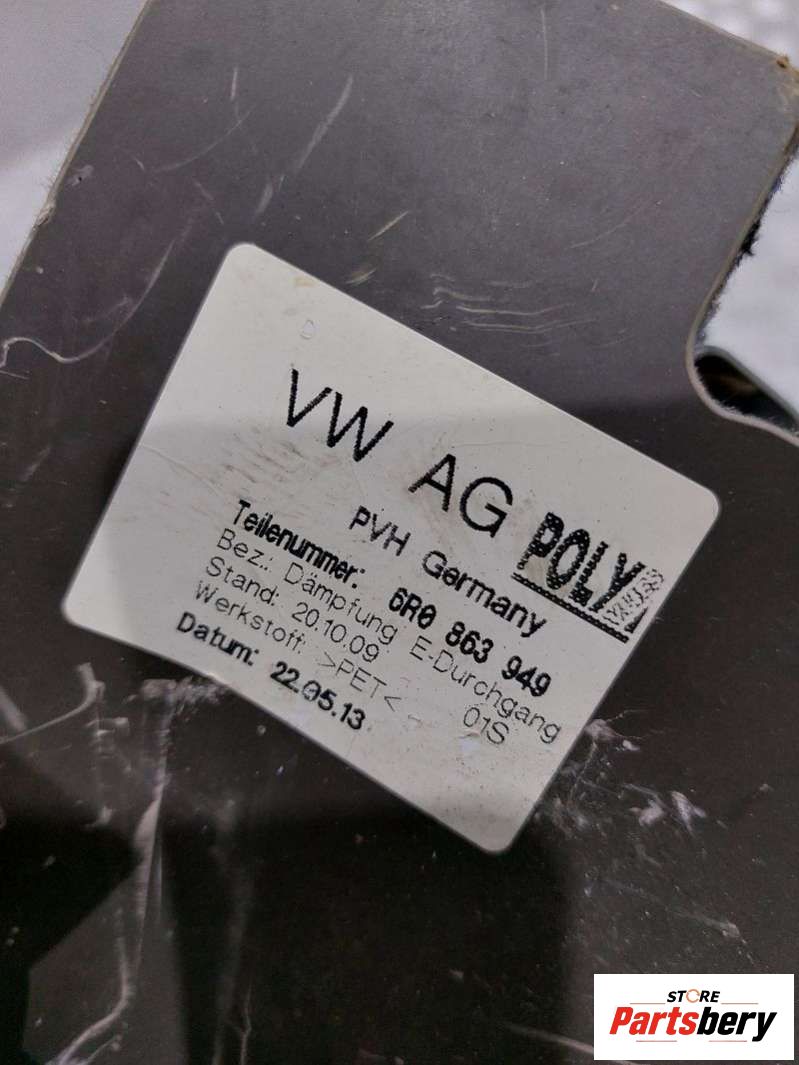 VW AG
PVH Germany
POLY
Teilenummer: 6R0 863 949
Bez.: Dämpfung E-Durchgang
Stand: 20.10.09 01S
Werkstoff: >PET<
Datum: 22.05.13
STORE
Partsbery